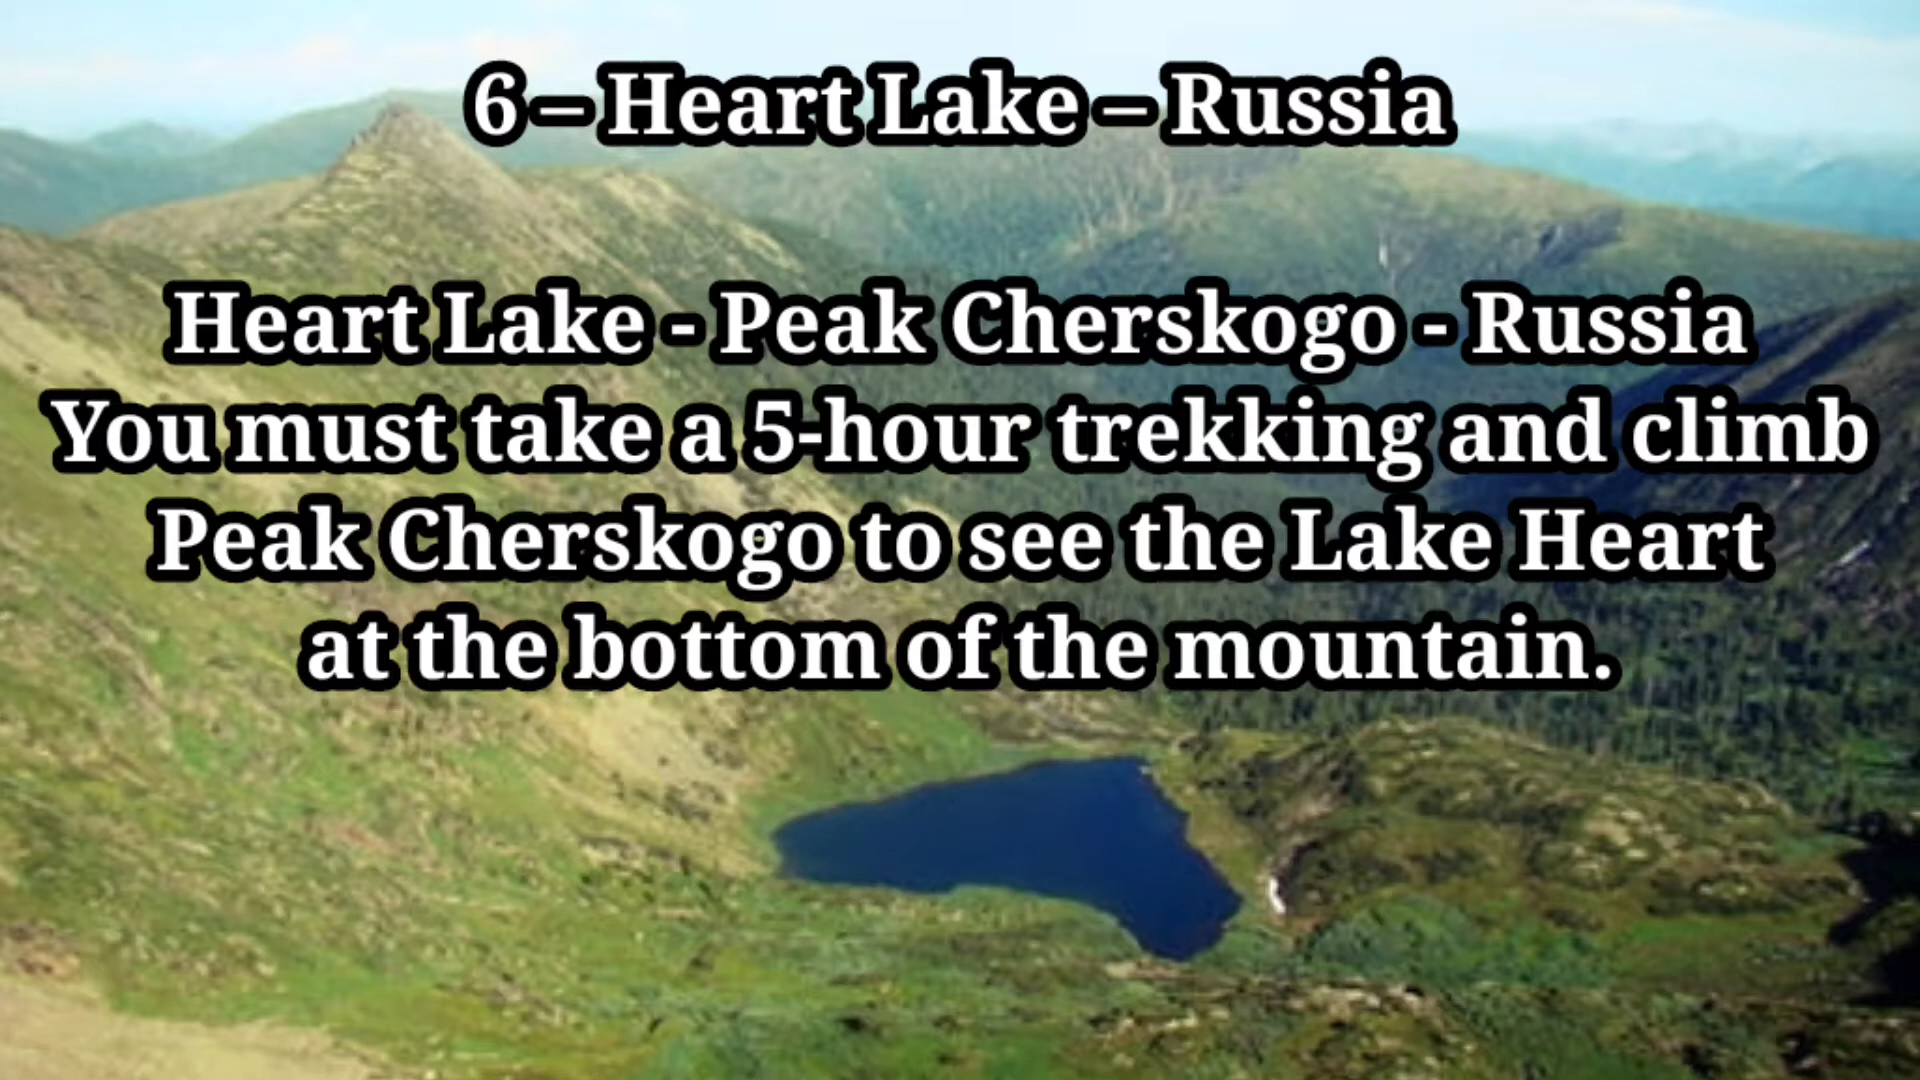 6 – Heart Lake – Russia
Heart Lake - Peak Cherskogo - Russia
You must take a 5-hour trekking and climb
Peak Cherskogo to see the Lake Heart
at the bottom of the mountain.